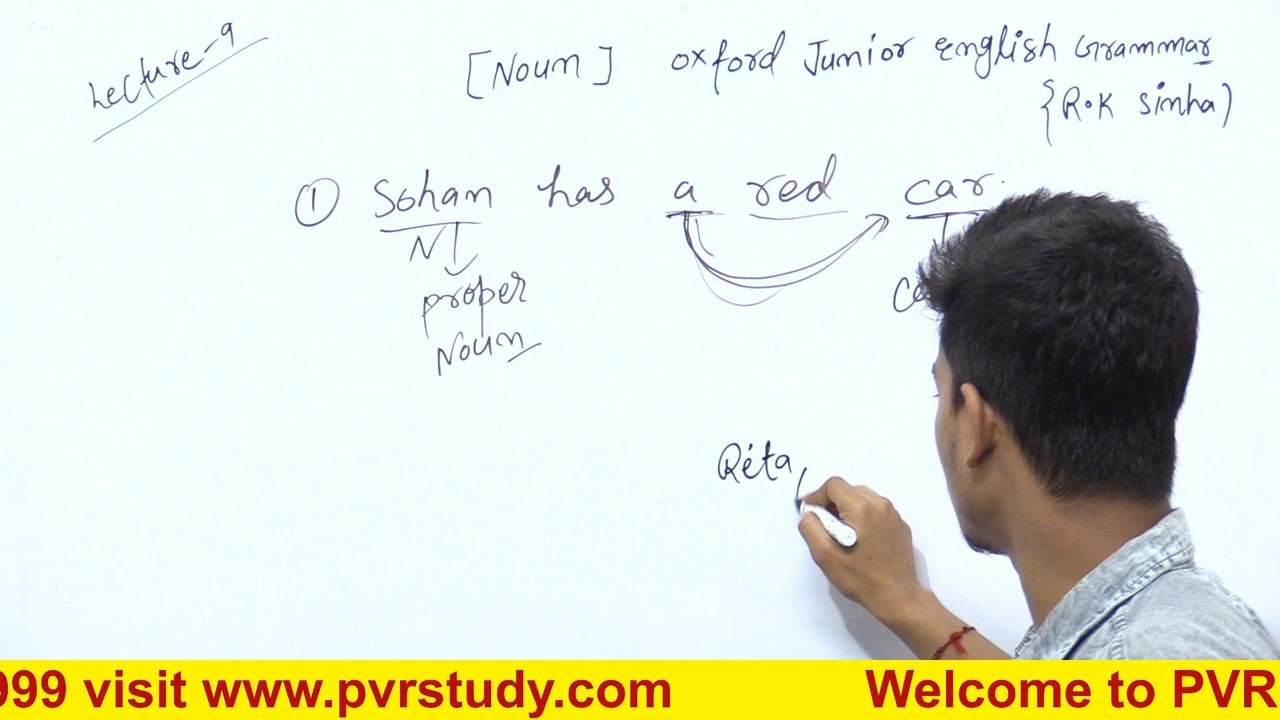 Lecture-9
[Noun] Oxford Junior English Grammar
{R.K Sinha)
① Sohan has a red car.
N
proper
Noun
Rita
999 visit www.pvrstudy.com Welcome to PVR